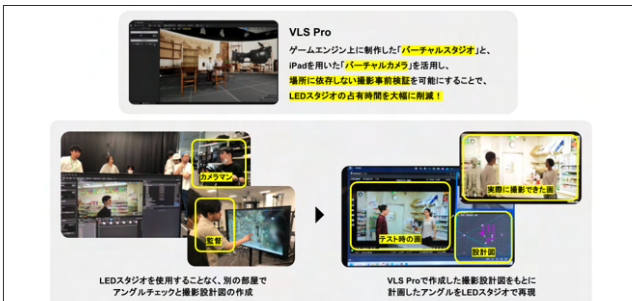 VLS Pro
ゲームエンジン上に制作した「バーチャルスタジオ」と、
iPadを用いた「バーチャルカメラ」を活用し、
場所に依存しない撮影事前検証を可能にすることで、
LEDスタジオの占有時間を大幅に削減！
カメラマン
監督
実際に撮影できた画
テスト時の画
設計図
LEDスタジオを使用することなく、別の部屋で
アングルチェックと撮影設計図の作成
VLS Proで作成した撮影設計図をもとに
計画したアングルをLEDスタジオで再現